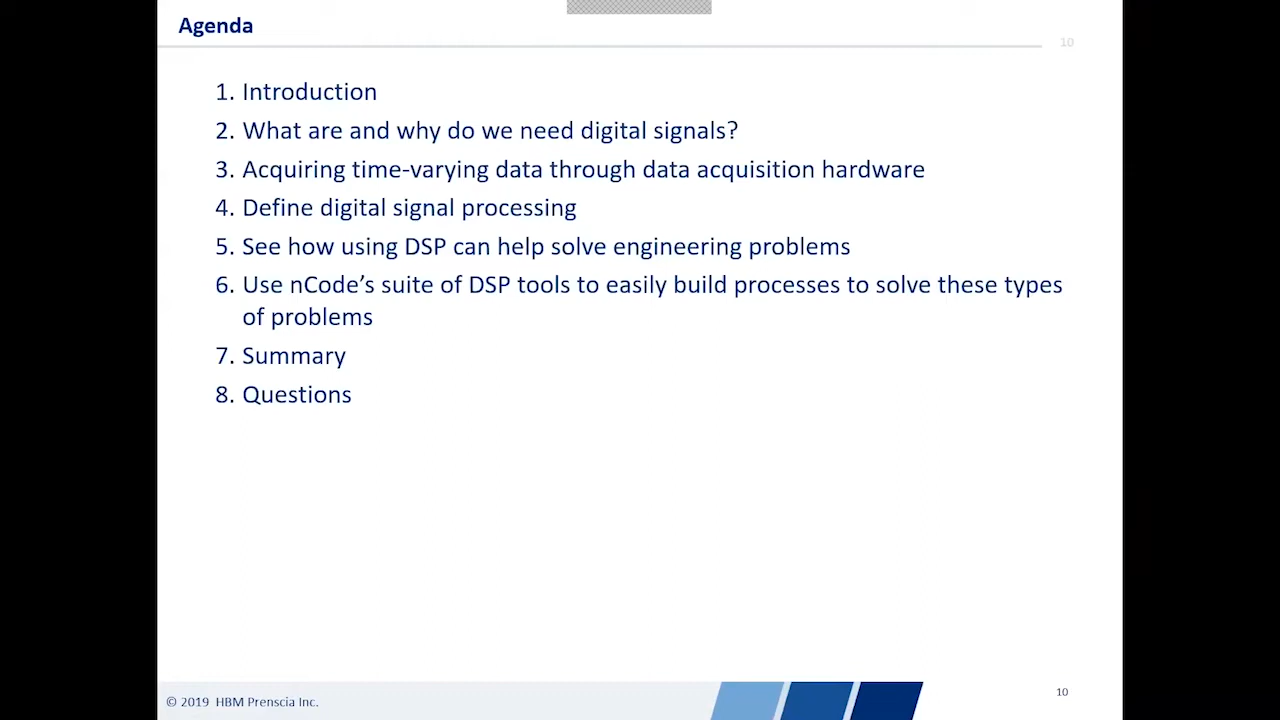 Agenda
10
1. Introduction
2. What are and why do we need digital signals?
3. Acquiring time-varying data through data acquisition hardware
4. Define digital signal processing
5. See how using DSP can help solve engineering problems
6. Use nCode’s suite of DSP tools to easily build processes to solve these types
of problems
7. Summary
8. Questions
© 2019 HBM Prenscia Inc.
10